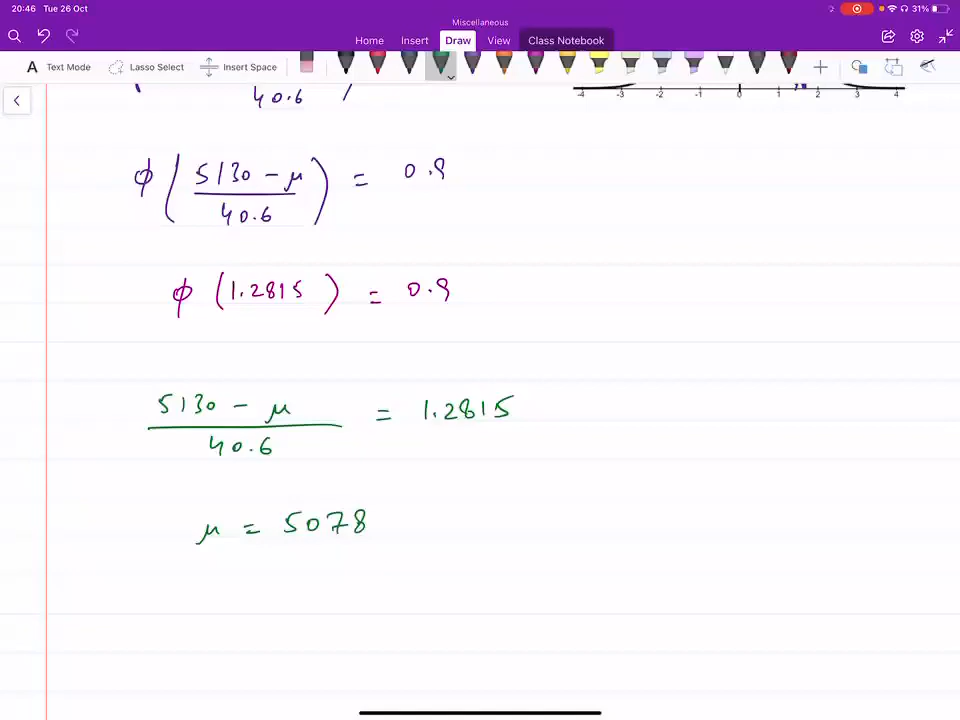 20:46 Tue 26 Oct
31%
Miscellaneous
Home Insert Draw View Class Notebook
Text Mode Lasso Select Insert Space
40.6
-4 -3 -2 -1 0 1 2 3 4
ϕ ( 5130 - μ / 40.6 ) = 0.9
ϕ (1.2815) = 0.9
5130 - μ / 40.6 = 1.2815
μ = 5078